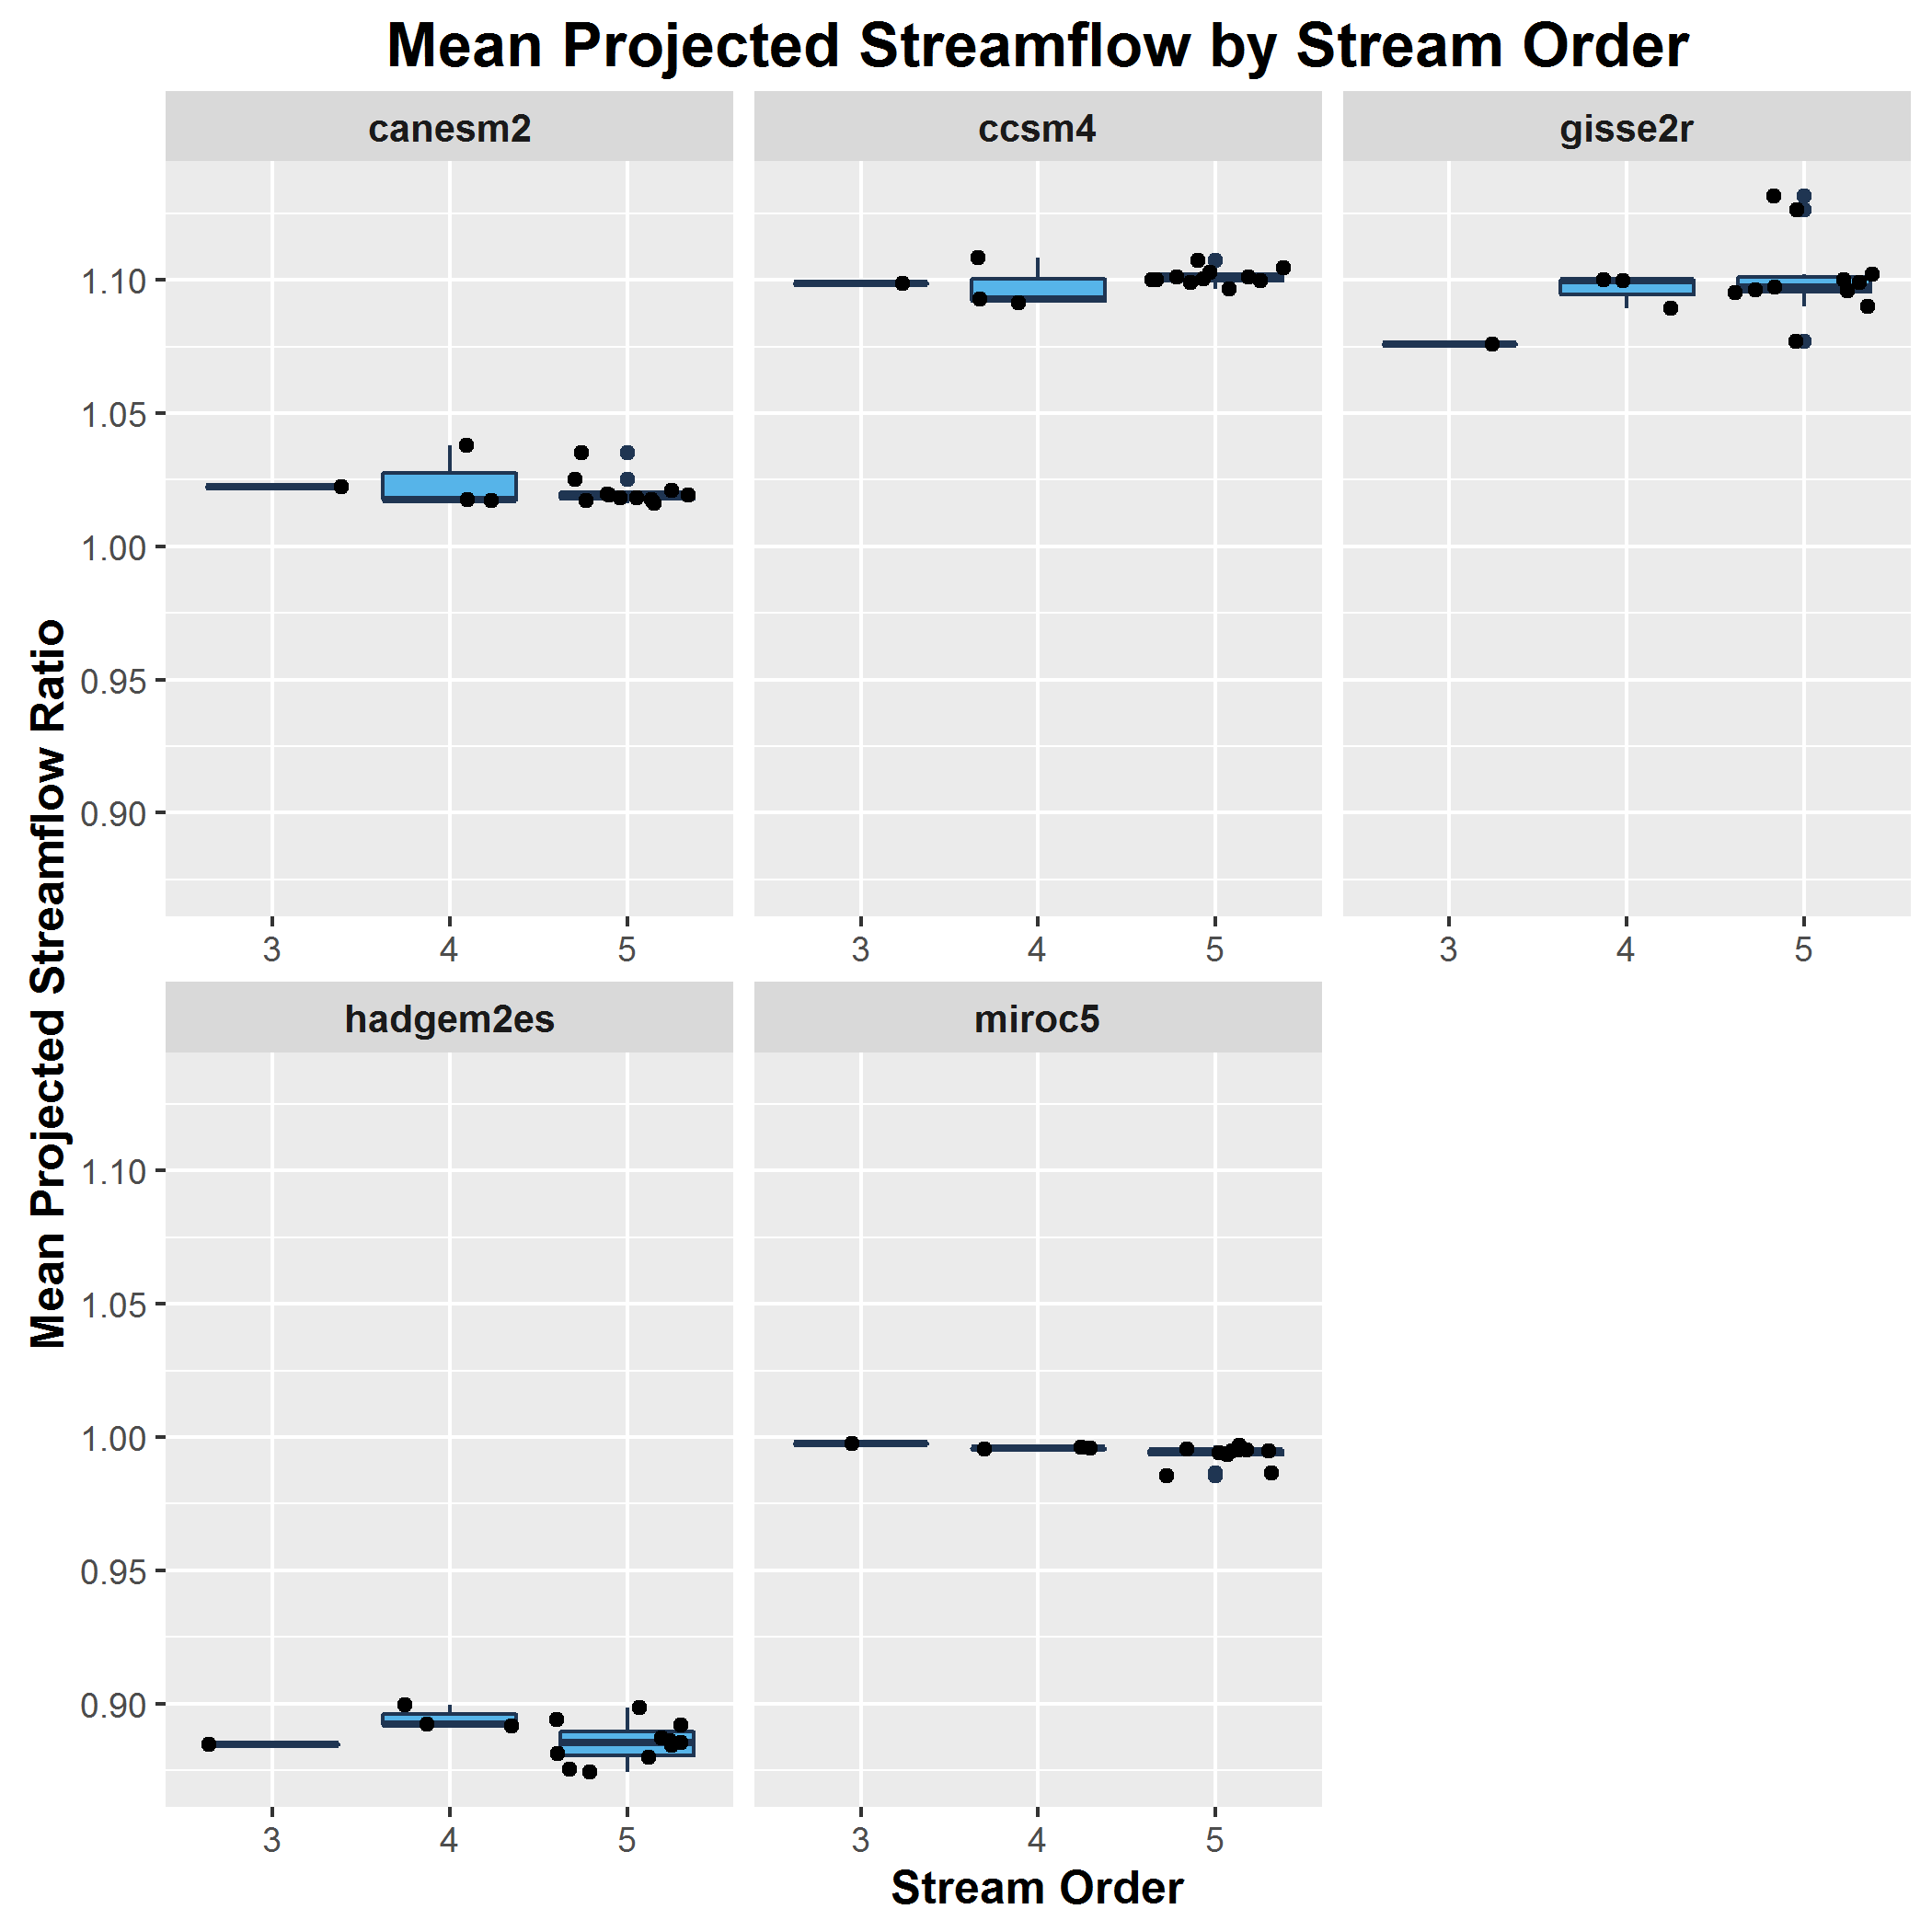 Mean Projected Streamflow by Stream Order
canesm2
ccsm4
gisse2r
1.10
1.05
1.00
0.95
0.90
3 4 5
3 4 5
3 4 5
Mean Projected Streamflow Ratio
hadgem2es
miroc5
1.10
1.05
1.00
0.95
0.90
3 4 5
3 4 5
Stream Order